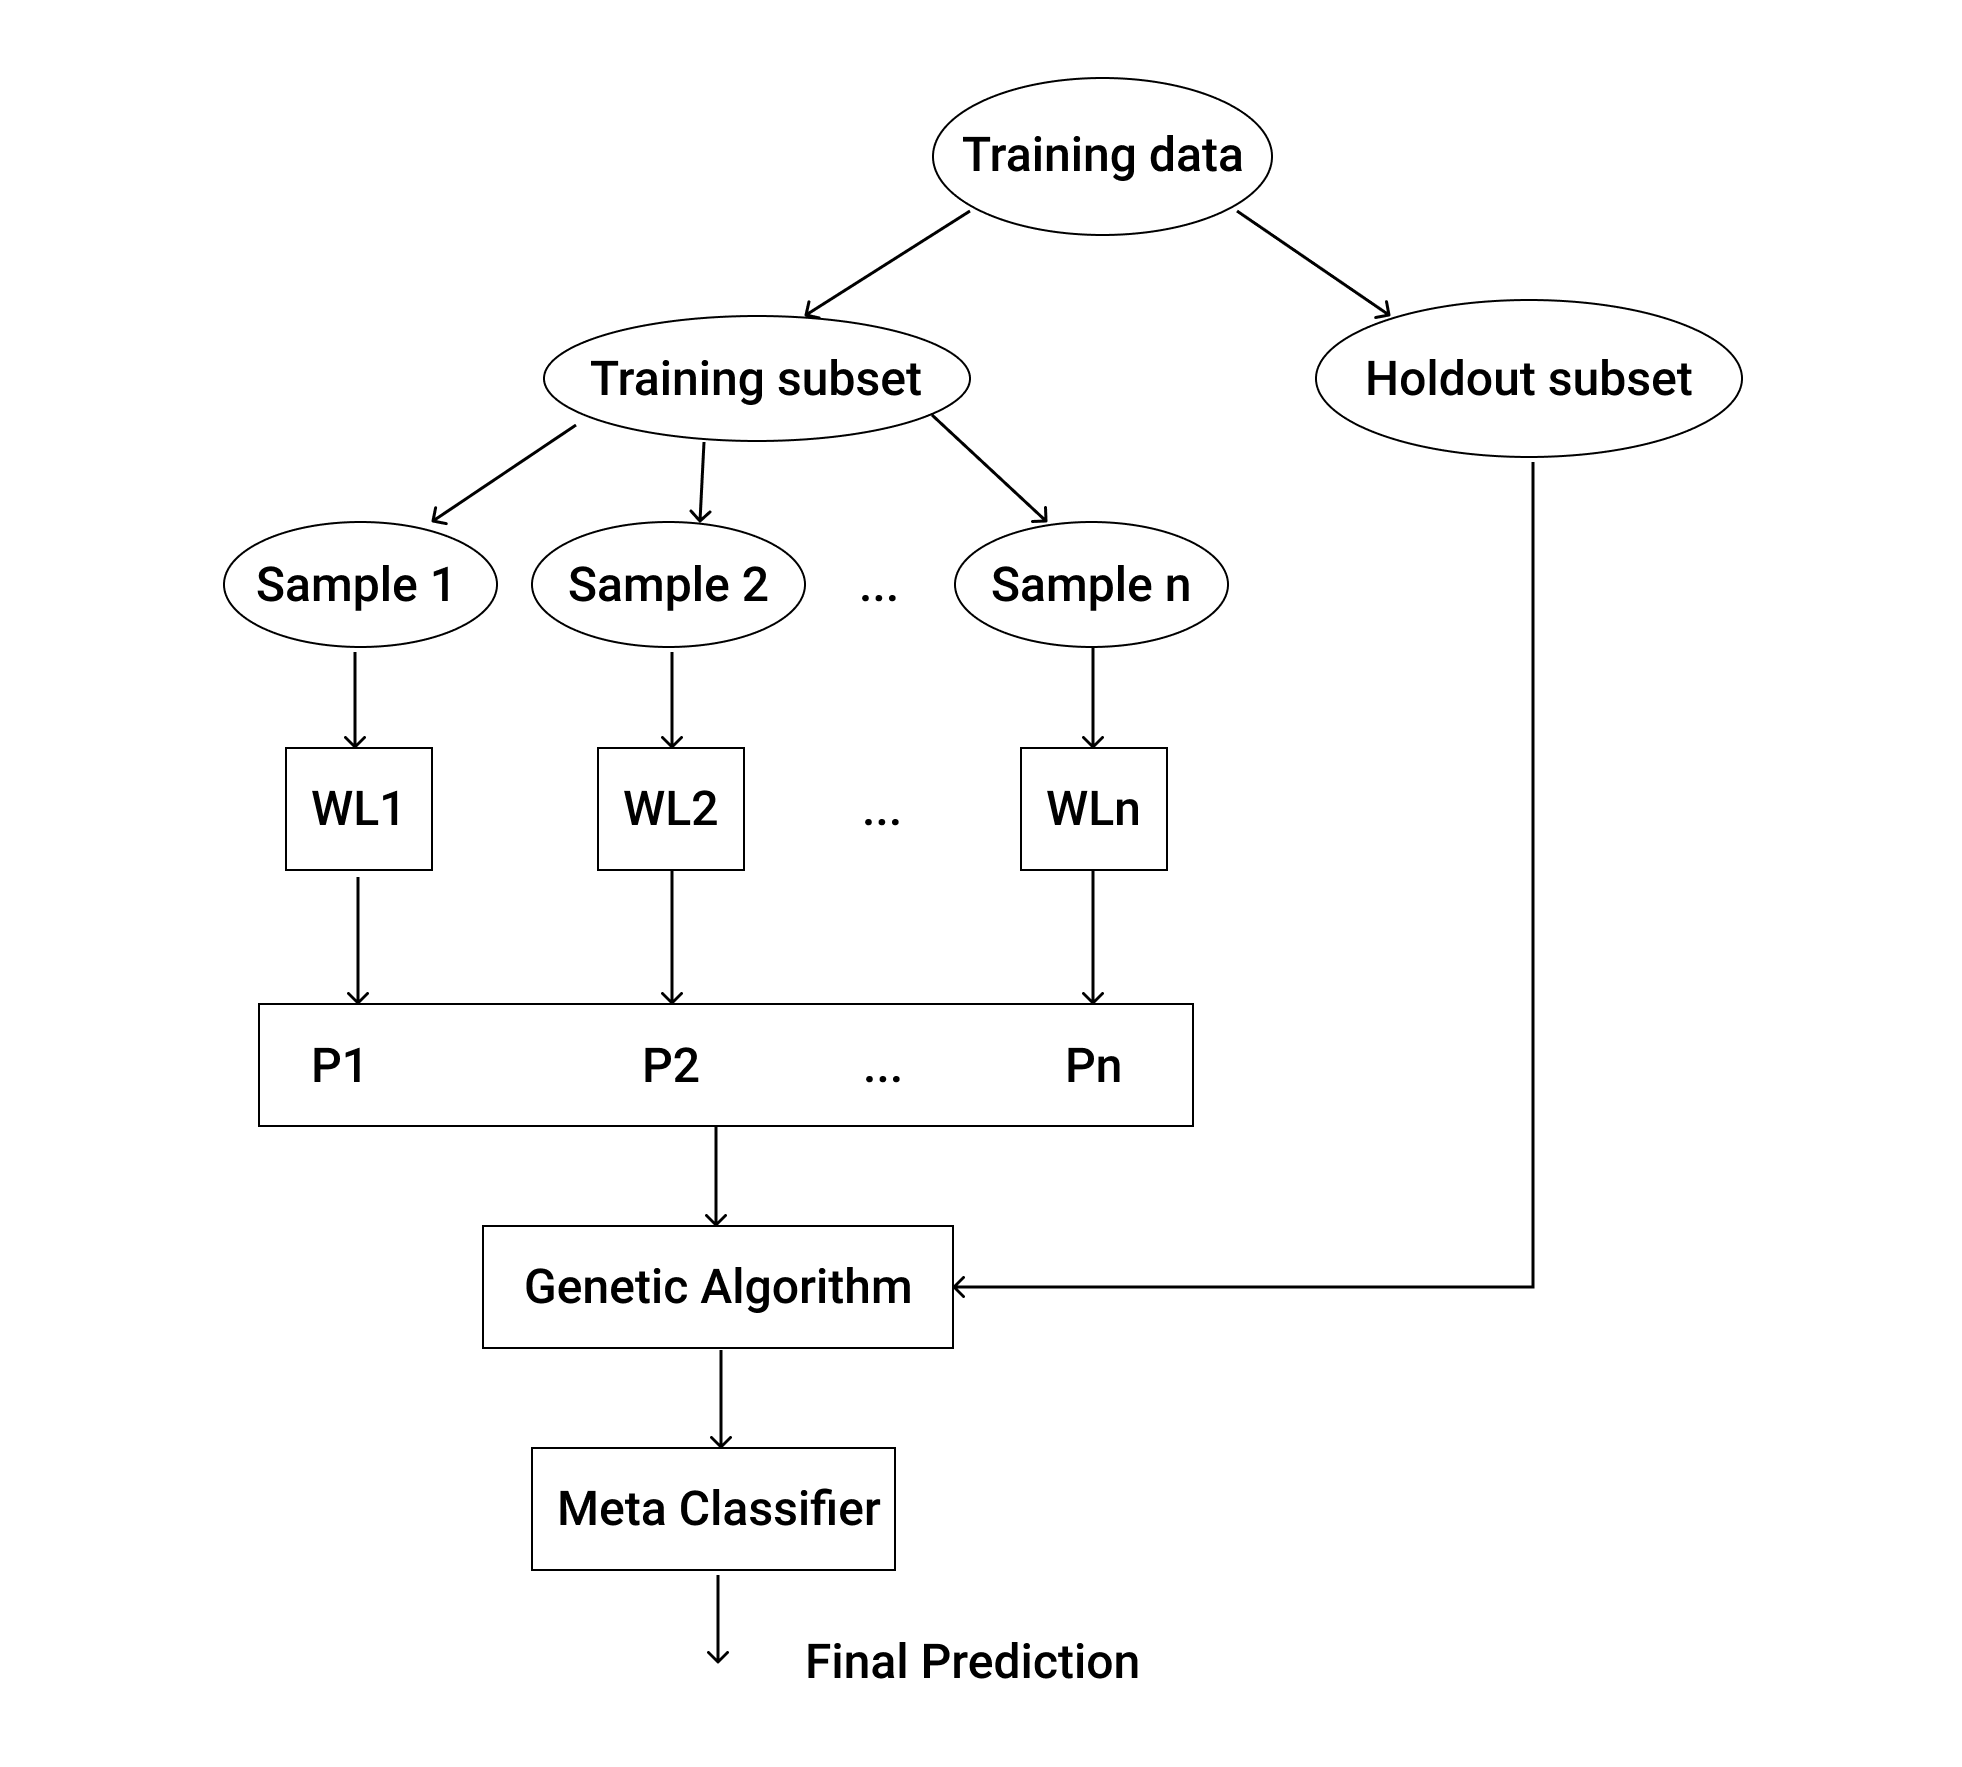 Training data
Training subset
Holdout subset
Sample 1
Sample 2
...
Sample n
WL1
WL2
...
WLn
P1
P2
...
Pn
Genetic Algorithm
Meta Classifier
Final Prediction